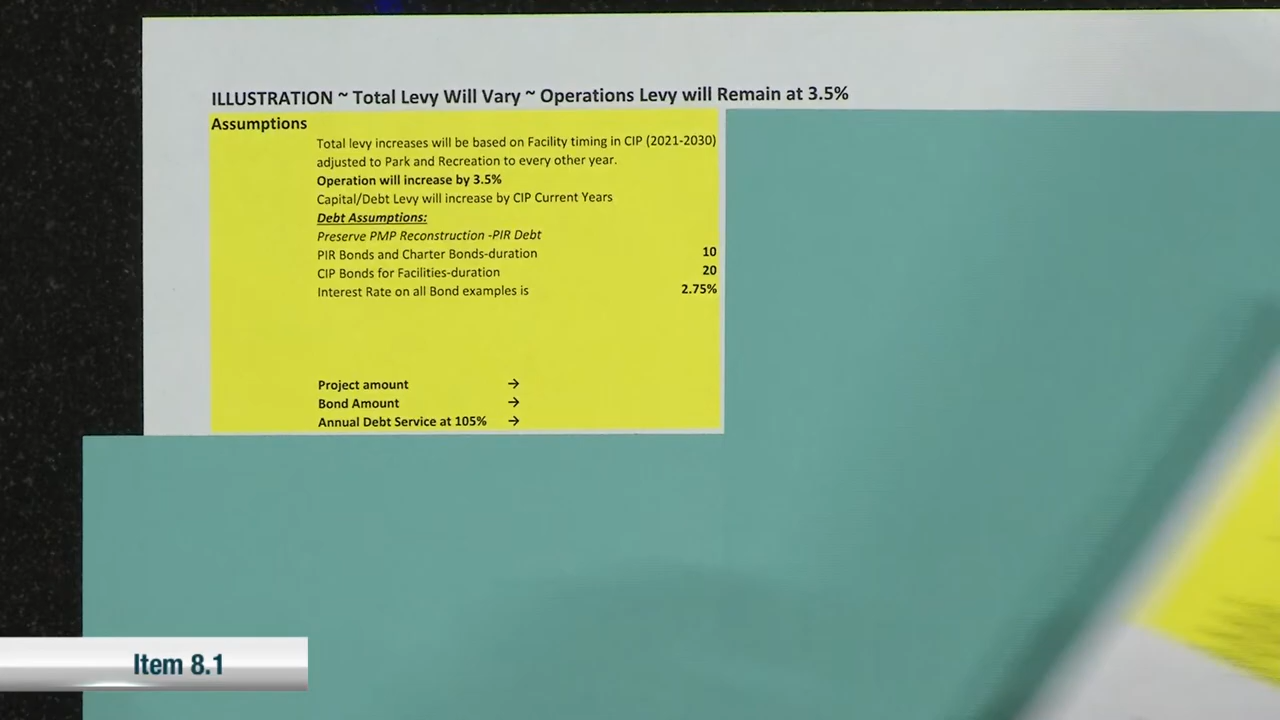 ILLUSTRATION ~ Total Levy Will Vary ~ Operations Levy will Remain at 3.5%
Assumptions
Total levy increases will be based on Facility timing in CIP (2021-2030)
adjusted to Park and Recreation to every other year.
Operation will increase by 3.5%
Capital/Debt Levy will increase by CIP Current Years
Debt Assumptions:
Preserve PMP Reconstruction -PIR Debt
PIR Bonds and Charter Bonds-duration 10
CIP Bonds for Facilities-duration 20
Interest Rate on all Bond examples is 2.75%
Project amount →
Bond Amount →
Annual Debt Service at 105% →
Item 8.1